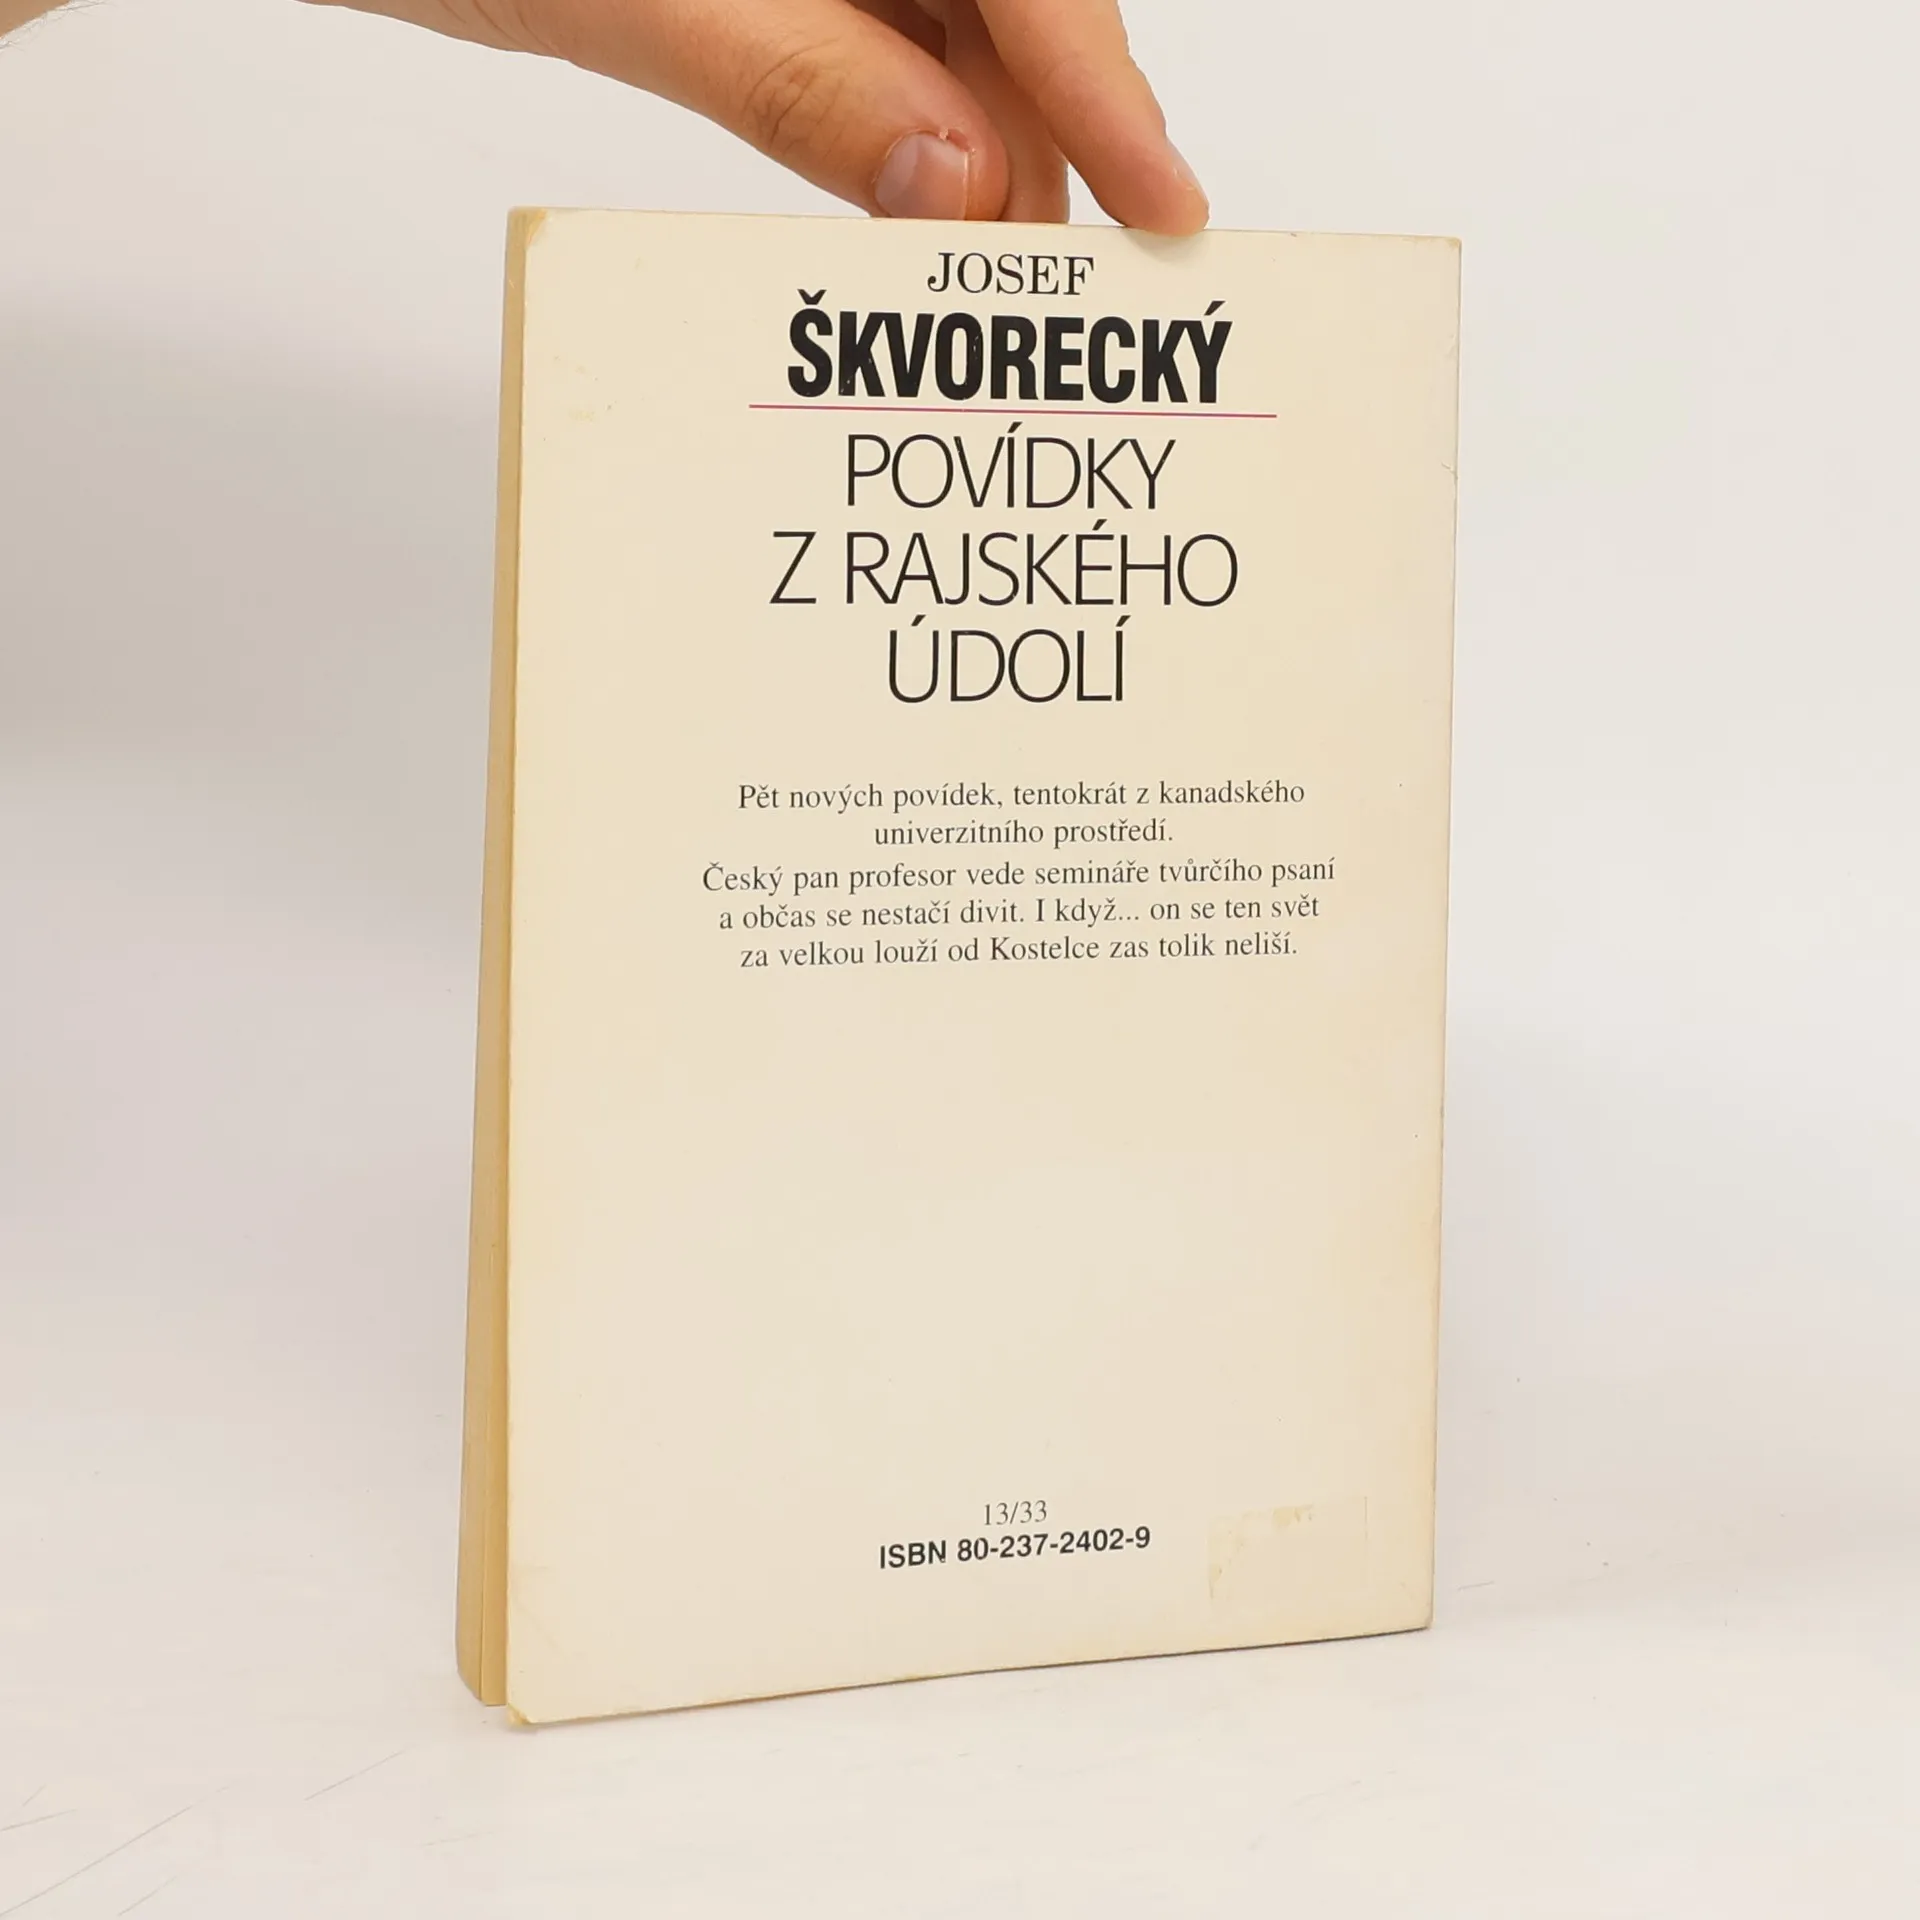 JOSEF
ŠKVORECKÝ
POVÍDKY
Z RAJSKÉHO
ÚDOLÍ
Pět nových povídek, tentokrát z kanadského
univerzitního prostředí.
Český pan profesor vede semináře tvůrčího psaní
a občas se nestačí divit. I když... on se ten svět
za velkou louží od Kostelce zas tolik neliší.
13/33
ISBN 80-237-2402-9